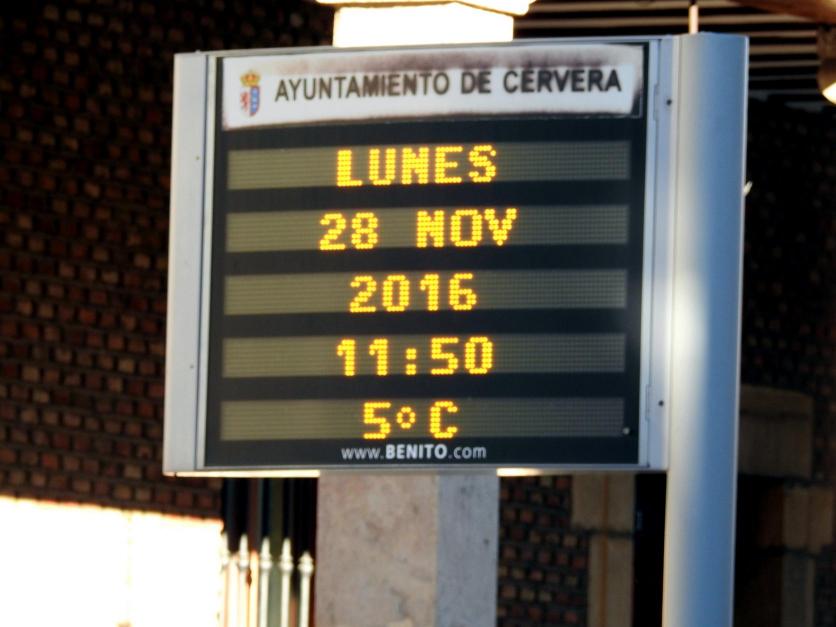 AYUNTAMIENTO DE CERVERA
LUNES
28 NOV
2016
11:50
5°C
www.BENITO.com